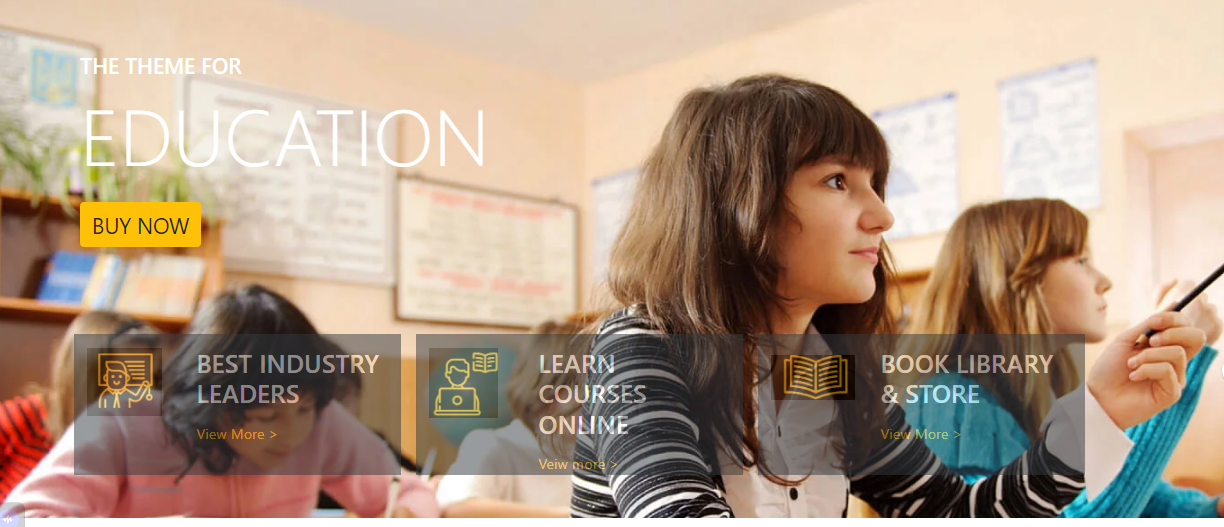 THE THEME FOR
EDUCATION
BUY NOW
BEST INDUSTRY
LEADERS
View More >
LEARN
COURSES
ONLINE
Veiw more >
BOOK LIBRARY
& STORE
View More >